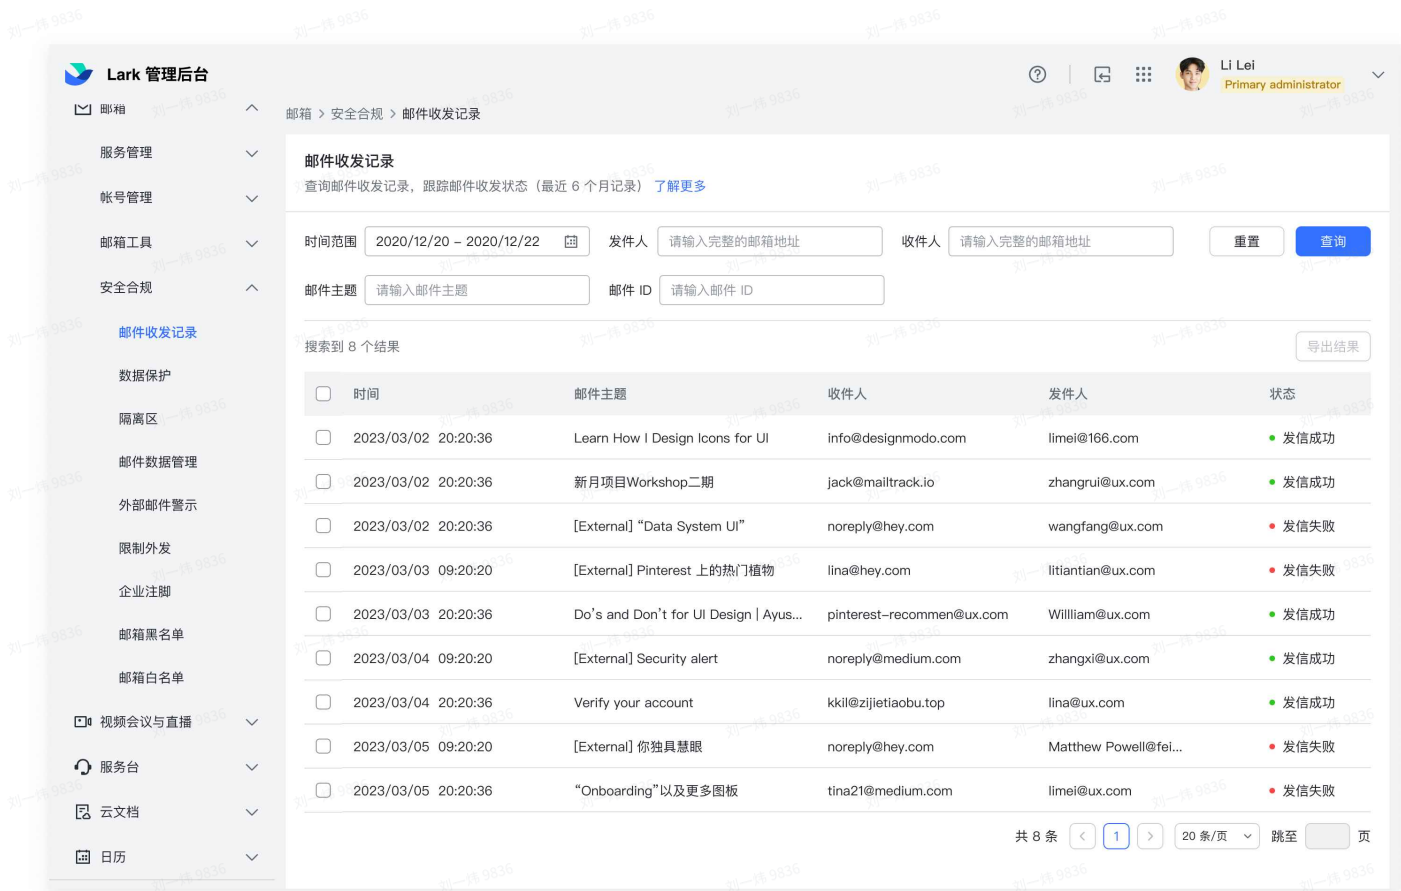 Lark 管理后台
Li Lei
Primary administrator
邮箱
服务管理
帐号管理
邮箱工具
安全合规
邮件收发记录
数据保护
隔离区
邮件数据管理
外部邮件警示
限制外发
企业注脚
邮箱黑名单
邮箱白名单
视频会议与直播
服务台
云文档
日历
邮箱 > 安全合规 > 邮件收发记录
邮件收发记录
查询邮件收发记录，跟踪邮件收发状态（最近 6 个月记录） 了解更多
时间范围 2020/12/20 – 2020/12/22 发件人 请输入完整的邮箱地址 收件人 请输入完整的邮箱地址 重置 查询
邮件主题 请输入邮件主题 邮件 ID 请输入邮件 ID
搜索到 8 个结果 导出结果
时间 邮件主题 收件人 发件人 状态
2023/03/02 20:20:36 Learn How I Design Icons for UI info@designmodo.com limei@166.com 发信成功
2023/03/02 20:20:36 新月项目Workshop二期 jack@mailtrack.io zhangrui@ux.com 发信成功
2023/03/02 20:20:36 [External] “Data System UI” noreply@hey.com wangfang@ux.com 发信失败
2023/03/03 09:20:20 [External] Pinterest 上的热门植物 lina@hey.com litiantian@ux.com 发信失败
2023/03/03 20:20:36 Do’s and Don’t for UI Design | Ayus... pinterest–recommen@ux.com Willliam@ux.com 发信成功
2023/03/04 09:20:20 [External] Security alert noreply@medium.com zhangxi@ux.com 发信成功
2023/03/04 20:20:36 Verify your account kkil@zijietiaobu.top lina@ux.com 发信成功
2023/03/05 09:20:20 [External] 你独具慧眼 noreply@hey.com Matthew Powell@fei... 发信失败
2023/03/05 20:20:36 “Onboarding”以及更多图板 tina21@medium.com limei@ux.com 发信失败
共 8 条 < 1 > 20 条/页 跳至 页
刘一纬 9836